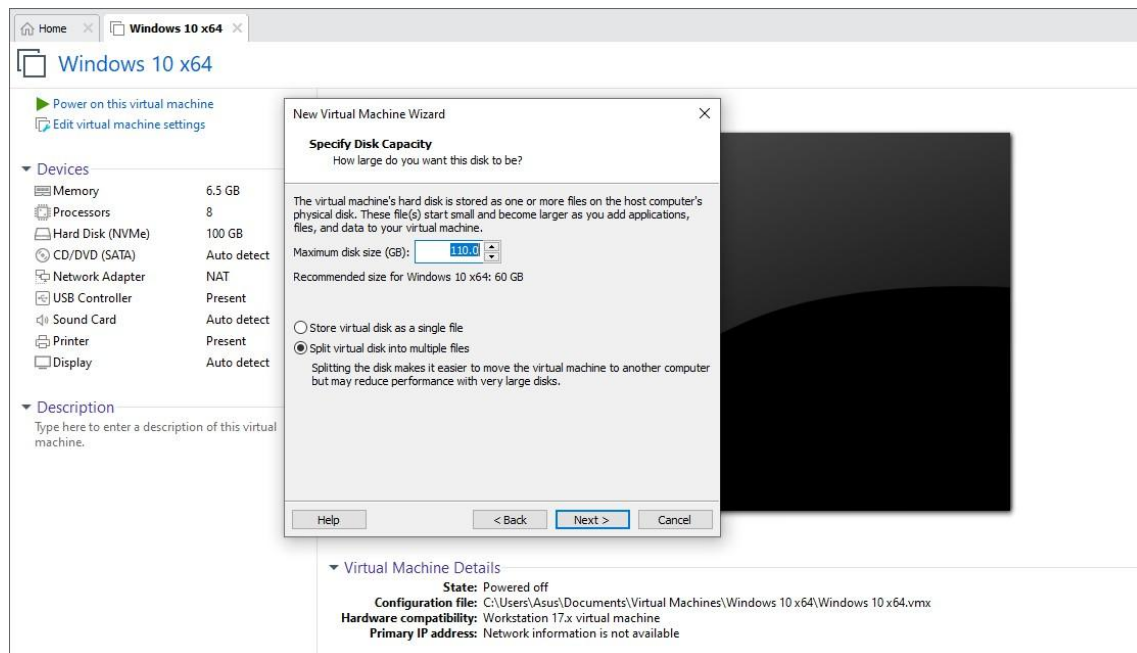 Home
Windows 10 x64
Windows 10 x64
Power on this virtual machine
Edit virtual machine settings
Devices
Memory 6.5 GB
Processors 8
Hard Disk (NVMe) 100 GB
CD/DVD (SATA) Auto detect
Network Adapter NAT
USB Controller Present
Sound Card Auto detect
Printer Present
Display Auto detect
Description
Type here to enter a description of this virtual
machine.
New Virtual Machine Wizard
Specify Disk Capacity
How large do you want this disk to be?
The virtual machine's hard disk is stored as one or more files on the host computer's
physical disk. These file(s) start small and become larger as you add applications,
files, and data to your virtual machine.
Maximum disk size (GB): 110.0
Recommended size for Windows 10 x64: 60 GB
Store virtual disk as a single file
Split virtual disk into multiple files
Splitting the disk makes it easier to move the virtual machine to another computer
but may reduce performance with very large disks.
Help < Back Next > Cancel
Virtual Machine Details
State: Powered off
Configuration file: C:\Users\Asus\Documents\Virtual Machines\Windows 10 x64\Windows 10 x64.vmx
Hardware compatibility: Workstation 17.x virtual machine
Primary IP address: Network information is not available